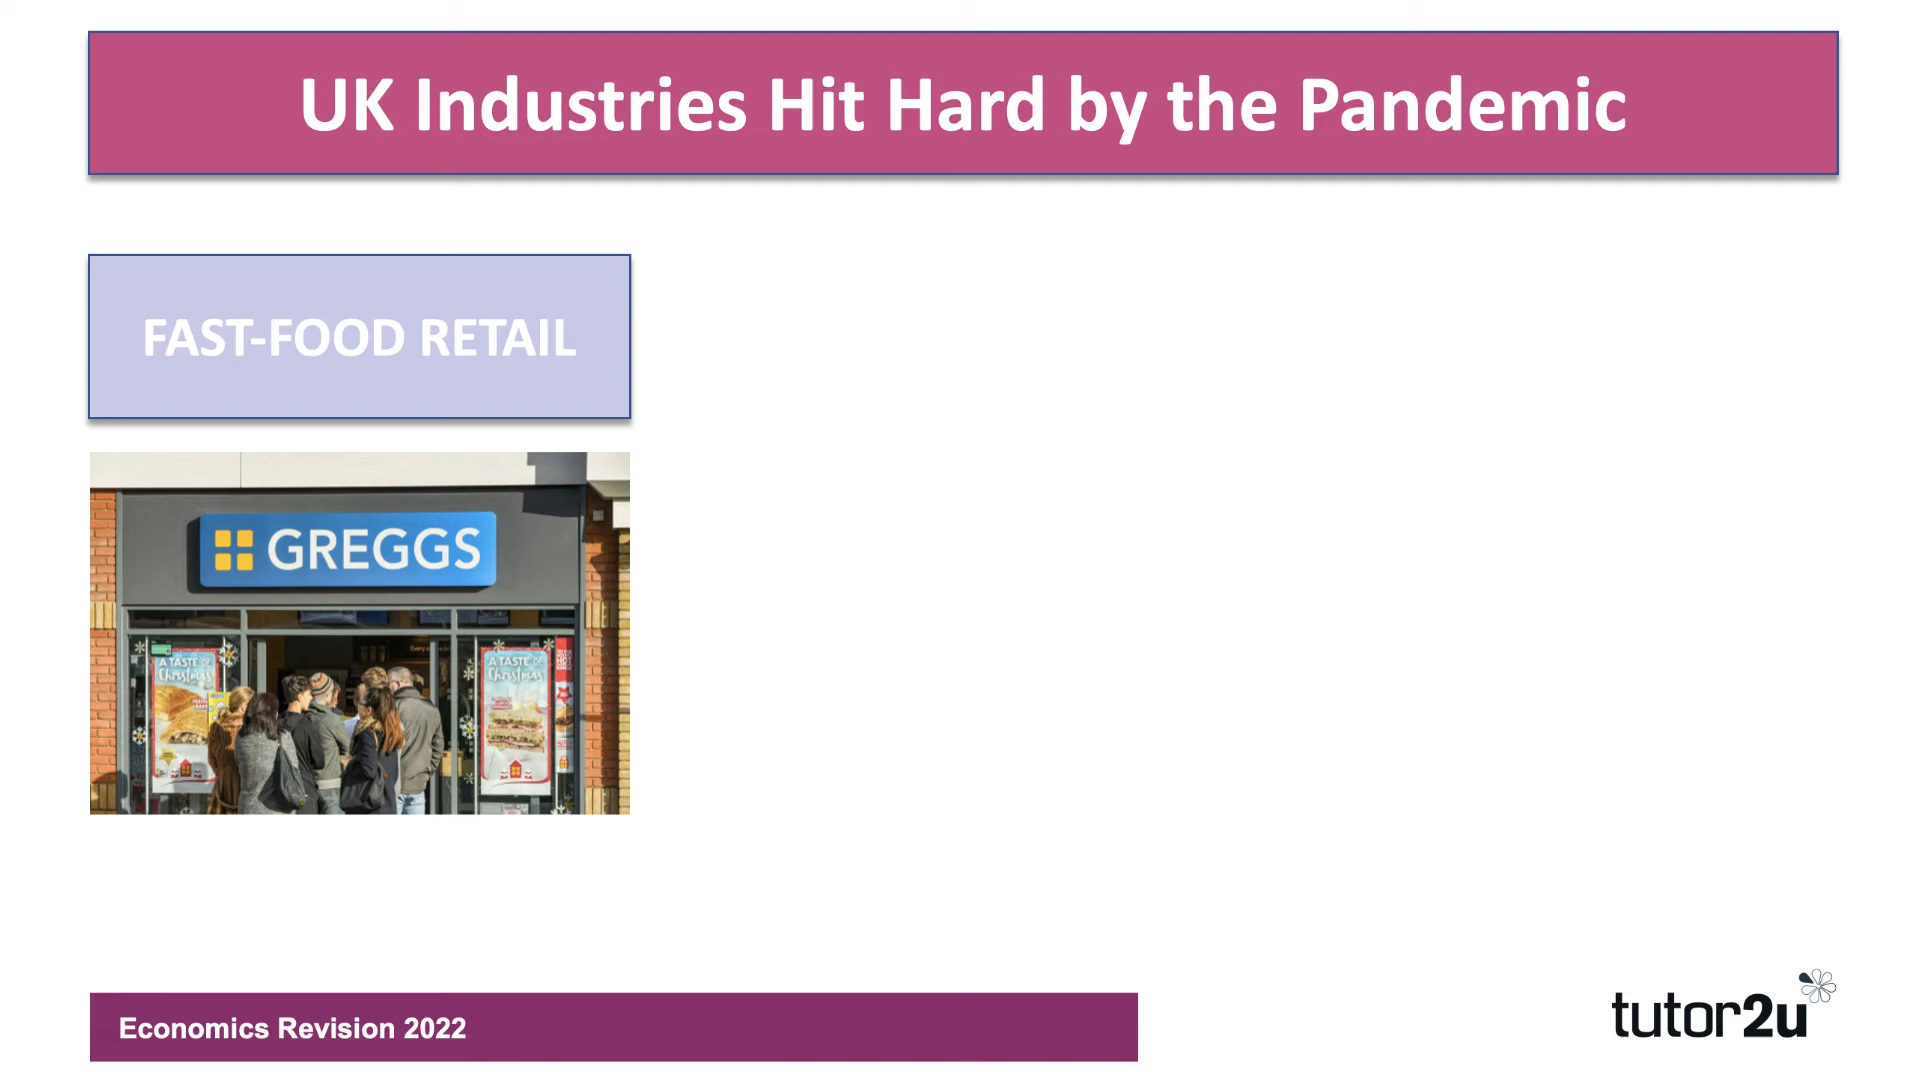 UK Industries Hit Hard by the Pandemic
FAST-FOOD RETAIL
GREGGS
A TASTE of
Christmas
A TASTE of
Christmas
Economics Revision 2022
tutor2u